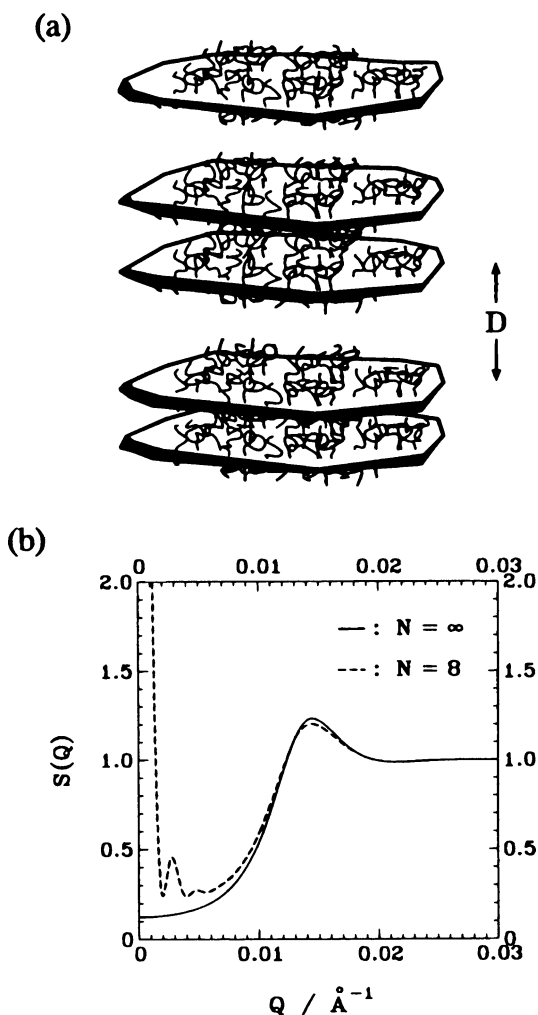 (a)
D
(b)
0 0.01 0.02 0.03
2.0 2.0
— : N = ∞
--- : N = 8
1.5 1.5
S(Q)
1.0 1.0
0.5 0.5
0 0
0 0.01 0.02 0.03
Q / Å⁻¹